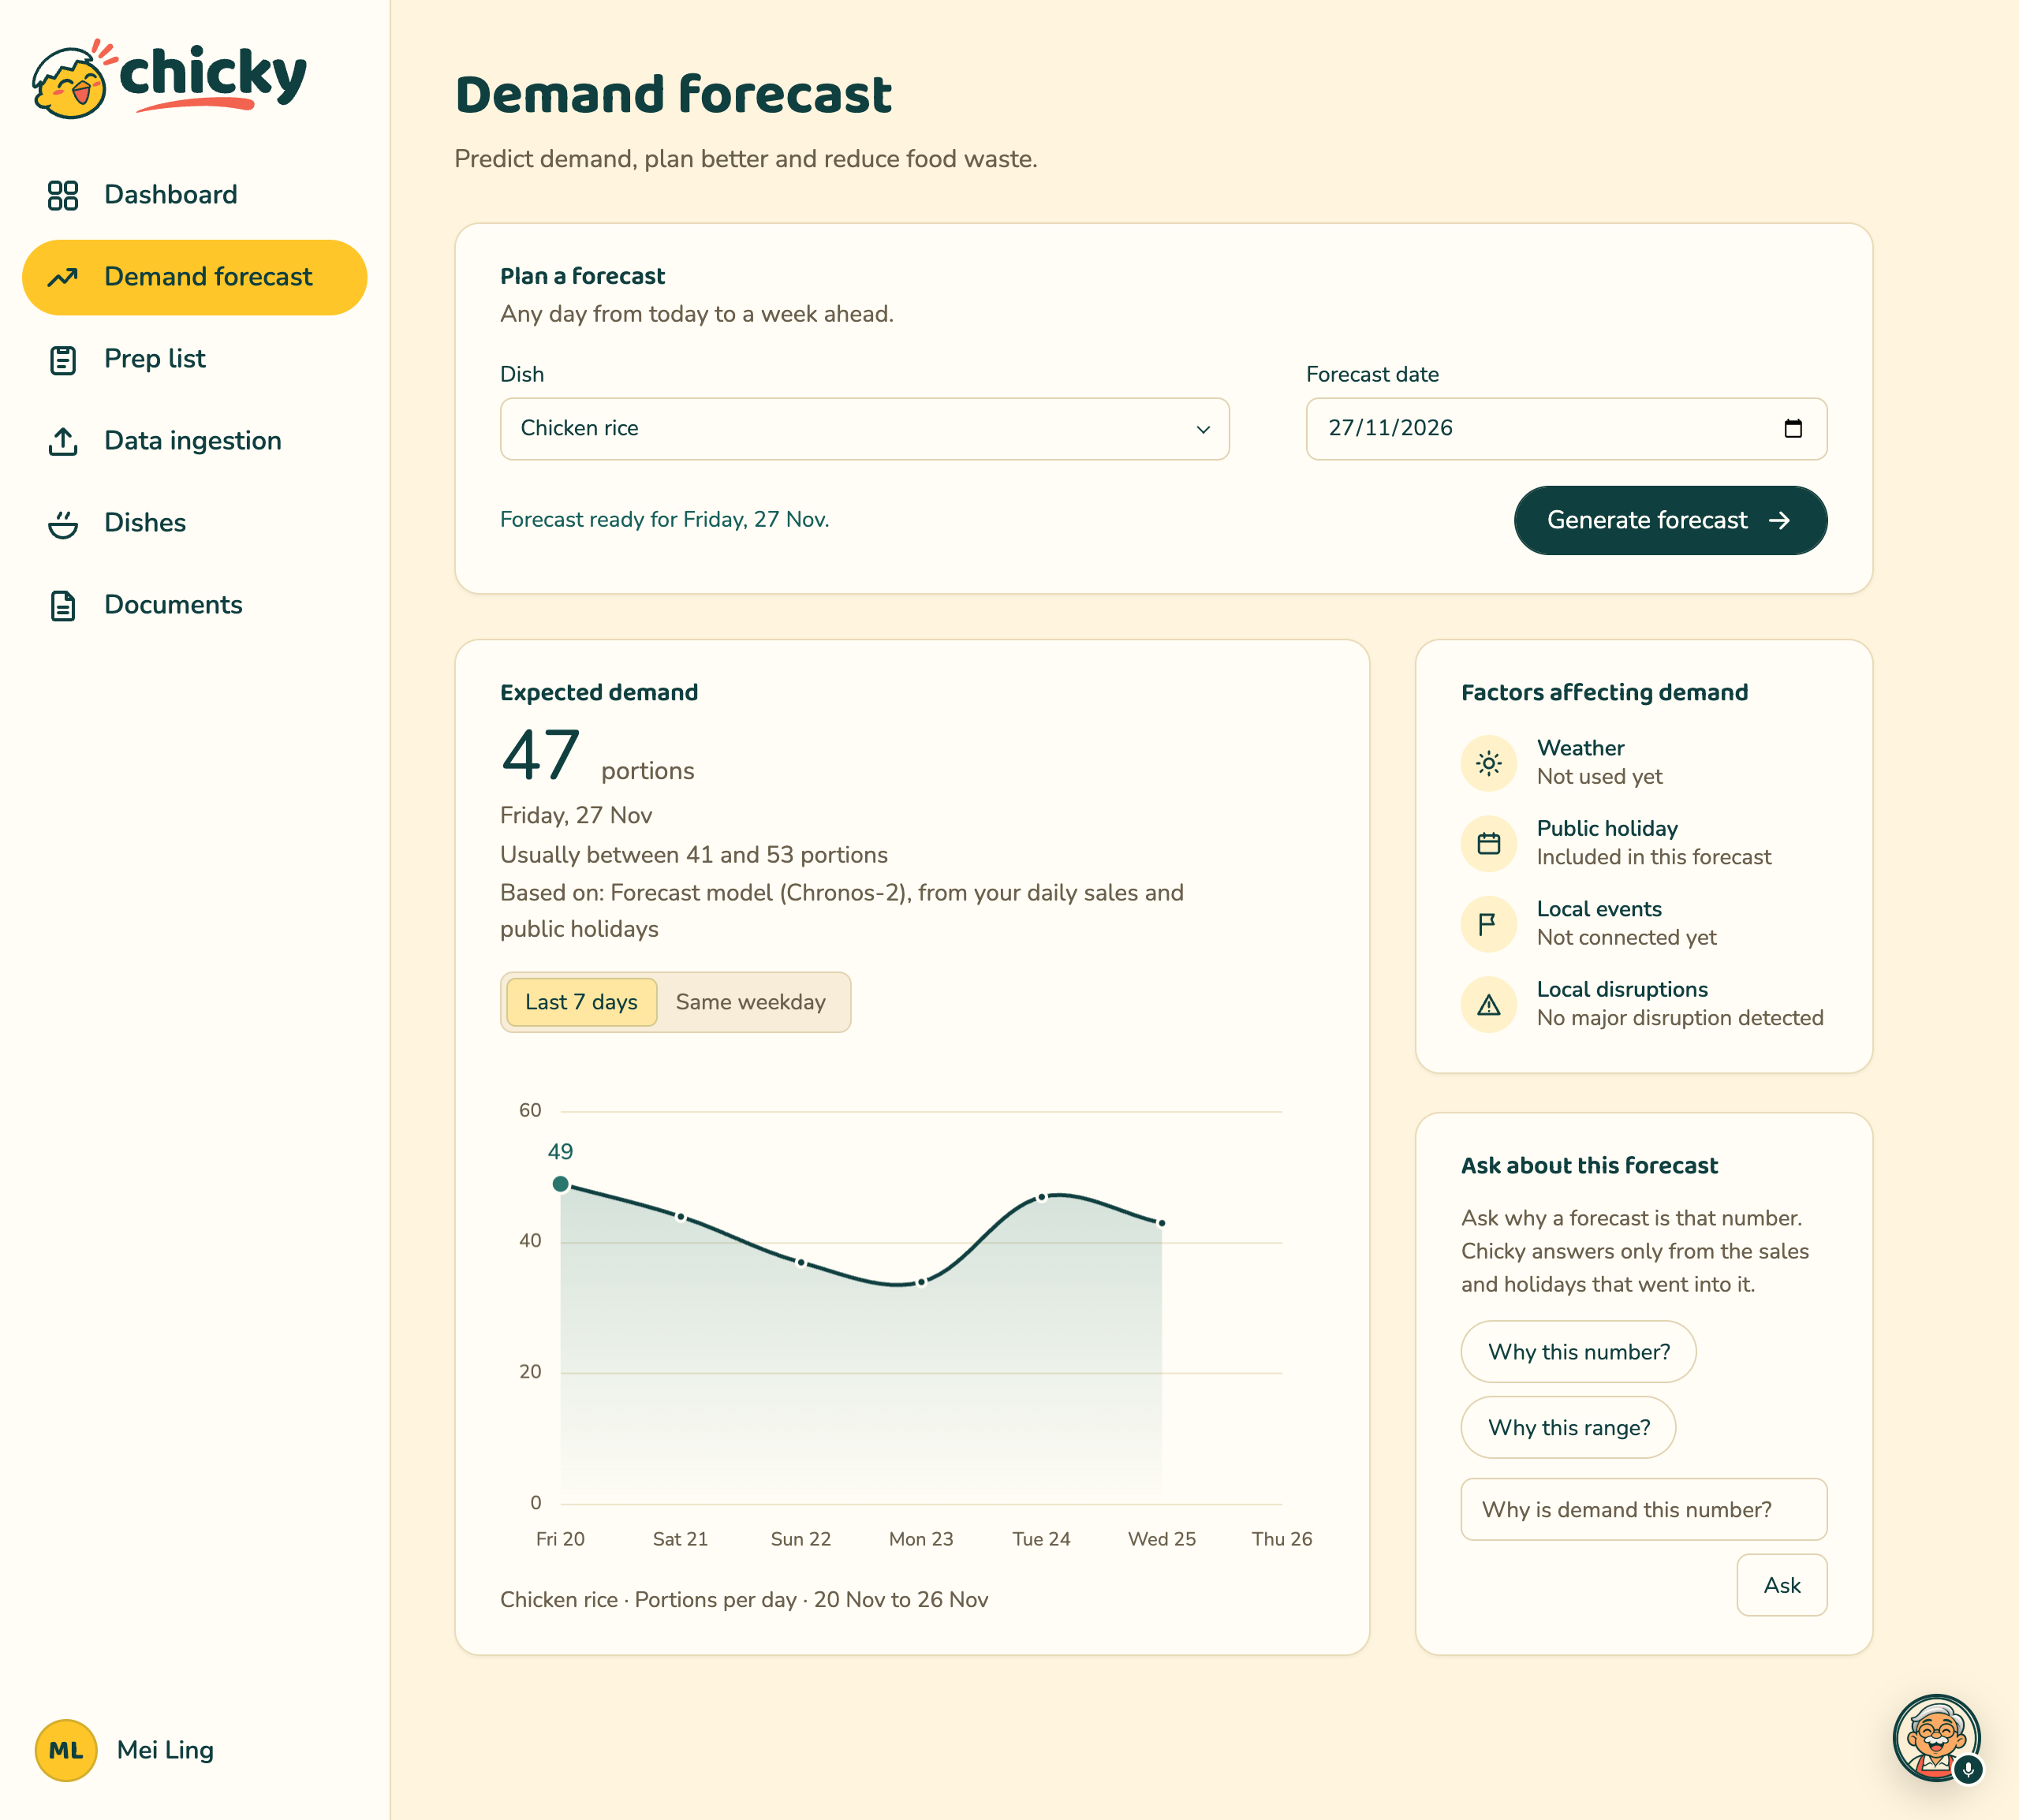 chicky
Dashboard
Demand forecast
Prep list
Data ingestion
Dishes
Documents
ML
Mei Ling
Demand forecast
Predict demand, plan better and reduce food waste.
Plan a forecast
Any day from today to a week ahead.
Dish
Chicken rice
Forecast date
27/11/2026
Forecast ready for Friday, 27 Nov.
Generate forecast
Expected demand
47 portions
Friday, 27 Nov
Usually between 41 and 53 portions
Based on: Forecast model (Chronos-2), from your daily sales and
public holidays
Last 7 days
Same weekday
60
49
40
20
0
Fri 20
Sat 21
Sun 22
Mon 23
Tue 24
Wed 25
Thu 26
Chicken rice · Portions per day · 20 Nov to 26 Nov
Factors affecting demand
Weather
Not used yet
Public holiday
Included in this forecast
Local events
Not connected yet
Local disruptions
No major disruption detected
Ask about this forecast
Ask why a forecast is that number.
Chicky answers only from the sales
and holidays that went into it.
Why this number?
Why this range?
Why is demand this number?
Ask